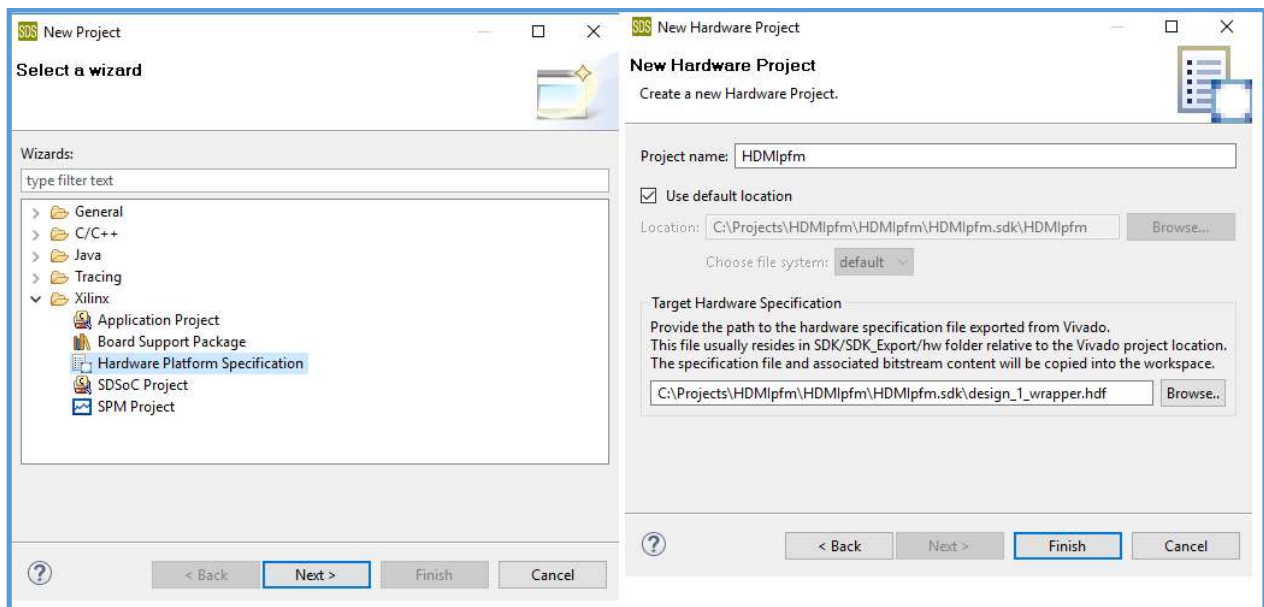 SDS New Project
Select a wizard
Wizards:
type filter text
General
C/C++
Java
Tracing
Xilinx
Application Project
Board Support Package
Hardware Platform Specification
SDSoC Project
SPM Project
?
< Back
Next >
Finish
Cancel
SDS New Hardware Project
New Hardware Project
Create a new Hardware Project.
Project name: HDMIpfm
Use default location
Location: C:\Projects\HDMIpfm\HDMIpfm\HDMIpfm.sdk\HDMIpfm Browse...
Choose file system: default
Target Hardware Specification
Provide the path to the hardware specification file exported from Vivado.
This file usually resides in SDK/SDK_Export/hw folder relative to the Vivado project location.
The specification file and associated bitstream content will be copied into the workspace.
C:\Projects\HDMIpfm\HDMIpfm\HDMIpfm.sdk\design_1_wrapper.hdf Browse..
?
< Back
Next >
Finish
Cancel